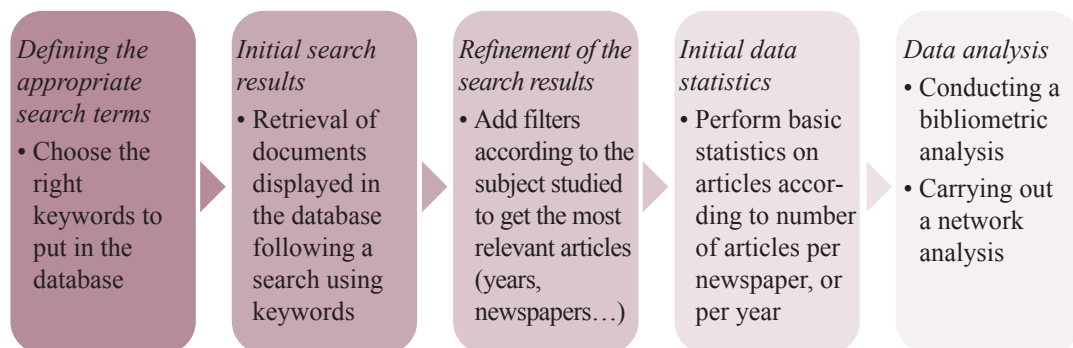 Defining the
appropriate
search terms
• Choose the
right
keywords to
put in the
database
Initial search
results
• Retrieval of
documents
displayed in
the database
following a
search using
keywords
Refinement of the
search results
• Add filters
according to the
subject studied
to get the most
relevant articles
(years,
newspapers…)
Initial data
statistics
• Perform basic
statistics on
articles accor-
ding to number
of articles per
newspaper, or
per year
Data analysis
• Conducting a
bibliometric
analysis
• Carrying out
a network
analysis